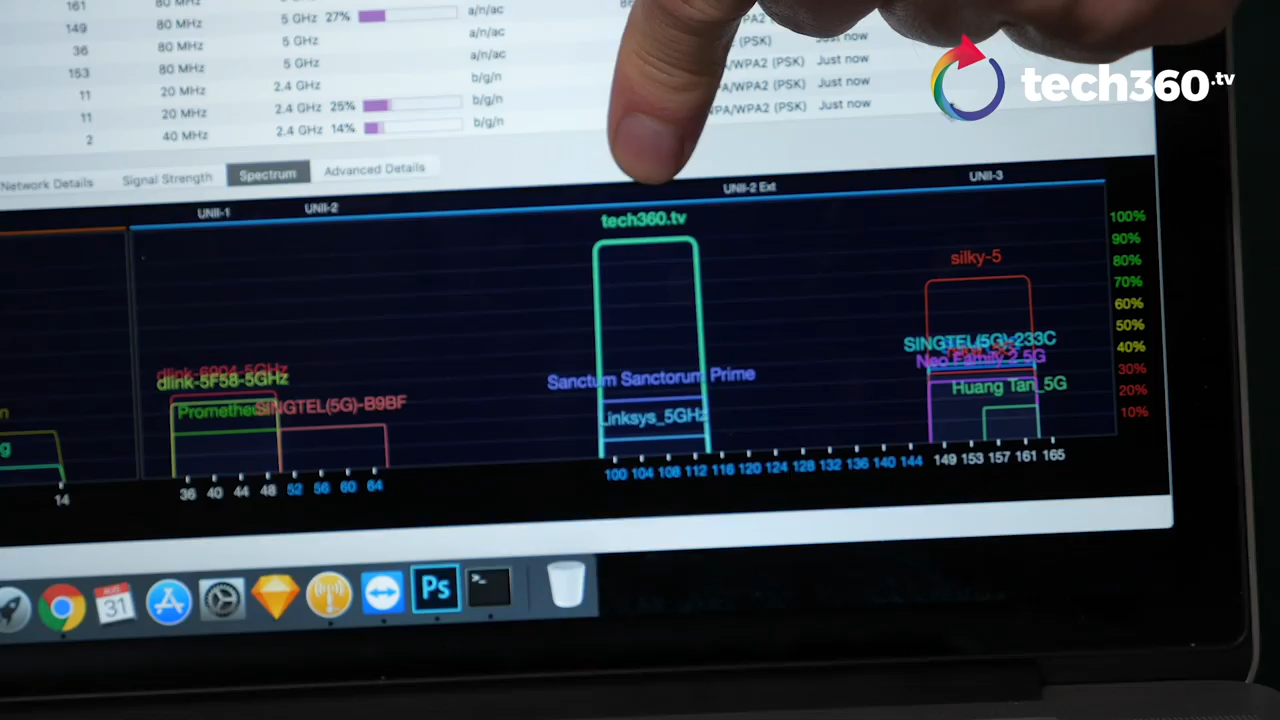 161 80 MHz 5 GHz 27% a/n/ac
149 80 MHz 5 GHz a/n/ac
36 80 MHz 5 GHz a/n/ac (PSK) Just now
153 80 MHz 2.4 GHz b/g/n /WPA2 (PSK) Just now
11 20 MHz 2.4 GHz 25% b/g/n PA/WPA2 (PSK) Just now
11 20 MHz 2.4 GHz 14% b/g/n PA/WPA2 (PSK) Just now
2 40 MHz
tech360.tv
Network Details Signal Strength Spectrum Advanced Details
UNII-1 UNII-2 UNII-2 Ext UNII-3
tech360.tv
silky-5
SINGTEL(5G)-233C
dlink-6904-5GHz
dlink-5F58-5GHz
Sanctum Sanctorum Prime
Neo Family 2 5G
Huang Tan_5G
SINGTEL(5G)-B9BF
Linksys_5GHz
100%
90%
80%
70%
60%
50%
40%
30%
20%
10%
14 36 40 44 48 52 56 60 64 100 104 108 112 116 120 124 128 132 136 140 144 149 153 157 161 165
AUG
31
Ps